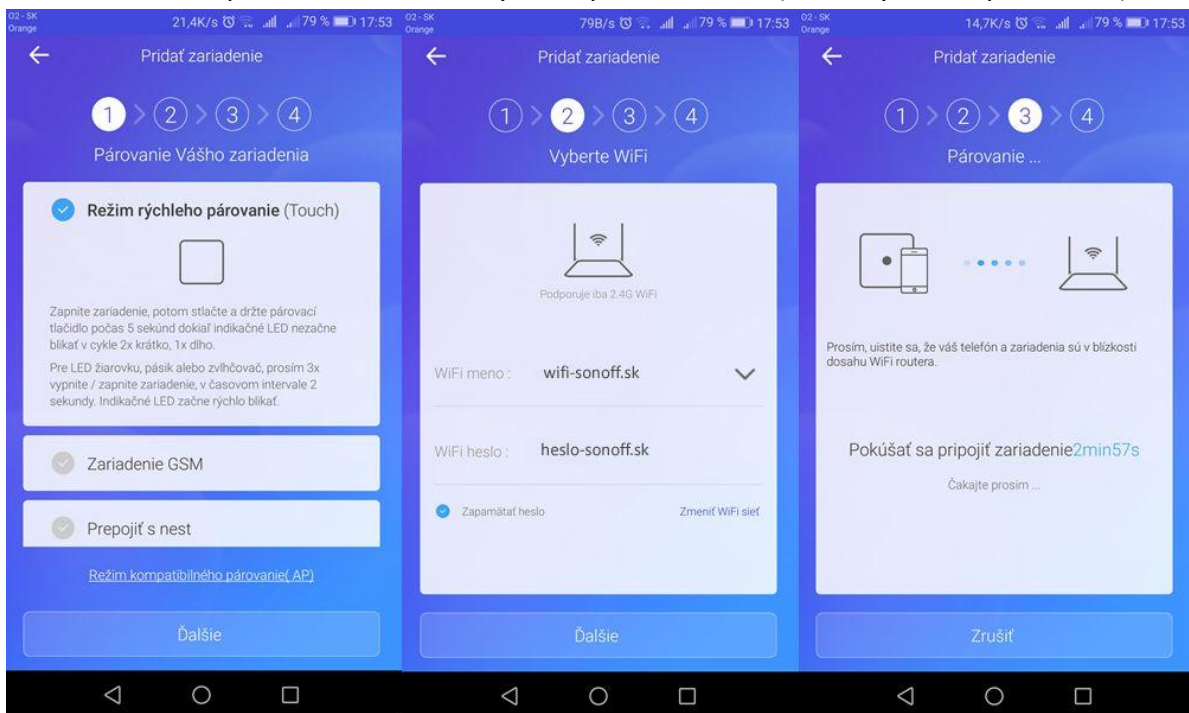 O2 - SK
Orange
21,4K/s 79 % 17:53
Pridať zariadenie
1 > 2 > 3 > 4
Párovanie Vášho zariadenia
Režim rýchleho párovanie (Touch)
Zapnite zariadenie, potom stlačte a držte párovací
tlačidlo počas 5 sekúnd dokiaľ indikačné LED nezačne
blikať v cykle 2x krátko, 1x dlho.
Pre LED žiarovku, pásik alebo zvlhčovač, prosím 3x
vypnite / zapnite zariadenie, v časovom intervale 2
sekundy. Indikačné LED začne rýchlo blikať.
Zariadenie GSM
Prepojiť s nest
Režim kompatibilného párovanie( AP)
Ďalšie
O2 - SK
Orange
79B/s 79 % 17:53
Pridať zariadenie
1 > 2 > 3 > 4
Vyberte WiFi
Podporuje iba 2.4G WiFi
WiFi meno : wifi-sonoff.sk
WiFi heslo : heslo-sonoff.sk
Zapamätať heslo Zmeniť WiFi sieť
Ďalšie
O2 - SK
Orange
14,7K/s 79 % 17:53
Pridať zariadenie
1 > 2 > 3 > 4
Párovanie ...
Prosím, uistite sa, že váš telefón a zariadenia sú v blízkosti
dosahu WiFi routera.
Pokúšať sa pripojiť zariadenie2min57s
Čakajte prosim ...
Zrušiť